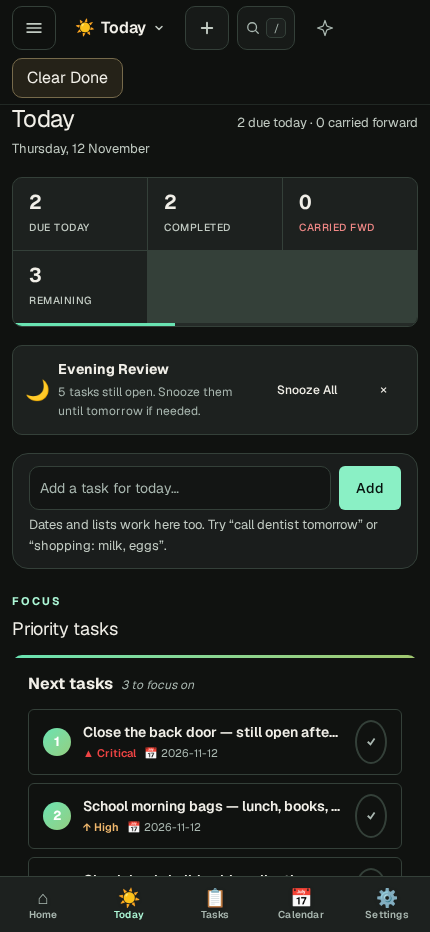 Today
/
Clear Done
Today
2 due today · 0 carried forward
Thursday, 12 November
2
DUE TODAY
2
COMPLETED
0
CARRIED FWD
3
REMAINING
Evening Review
5 tasks still open. Snooze them
until tomorrow if needed.
Snooze All
×
Add a task for today...
Add
Dates and lists work here too. Try “call dentist tomorrow” or
“shopping: milk, eggs”.
FOCUS
Priority tasks
Next tasks 3 to focus on
1
Close the back door — still open afte...
▲ Critical 📅 2026-11-12
2
School morning bags — lunch, books, ...
↑ High 📅 2026-11-12
Home
Today
Tasks
Calendar
Settings